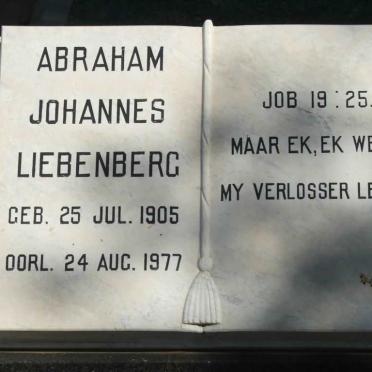 ABRAHAM
JOHANNES
LIEBENBERG
GEB. 25 JUL. 1905
OORL. 24 AUG. 1977
JOB 19:25.
MAAR EK, EK WE
MY VERLOSSER LE